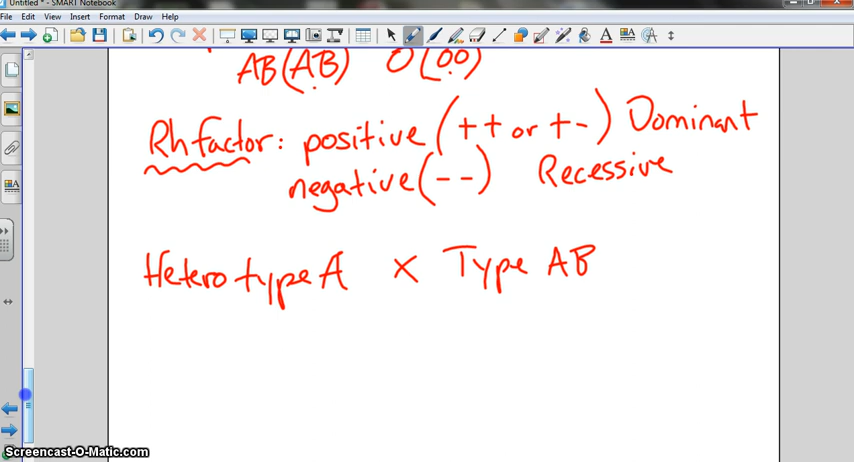 Untitled * - SMART Notebook
File Edit View Insert Format Draw Help
AB(AB) O(OO)
Rh factor: positive (++ or +-) Dominant
negative (--) Recessive
Hetero type A x Type AB
Screencast-O-Matic.com